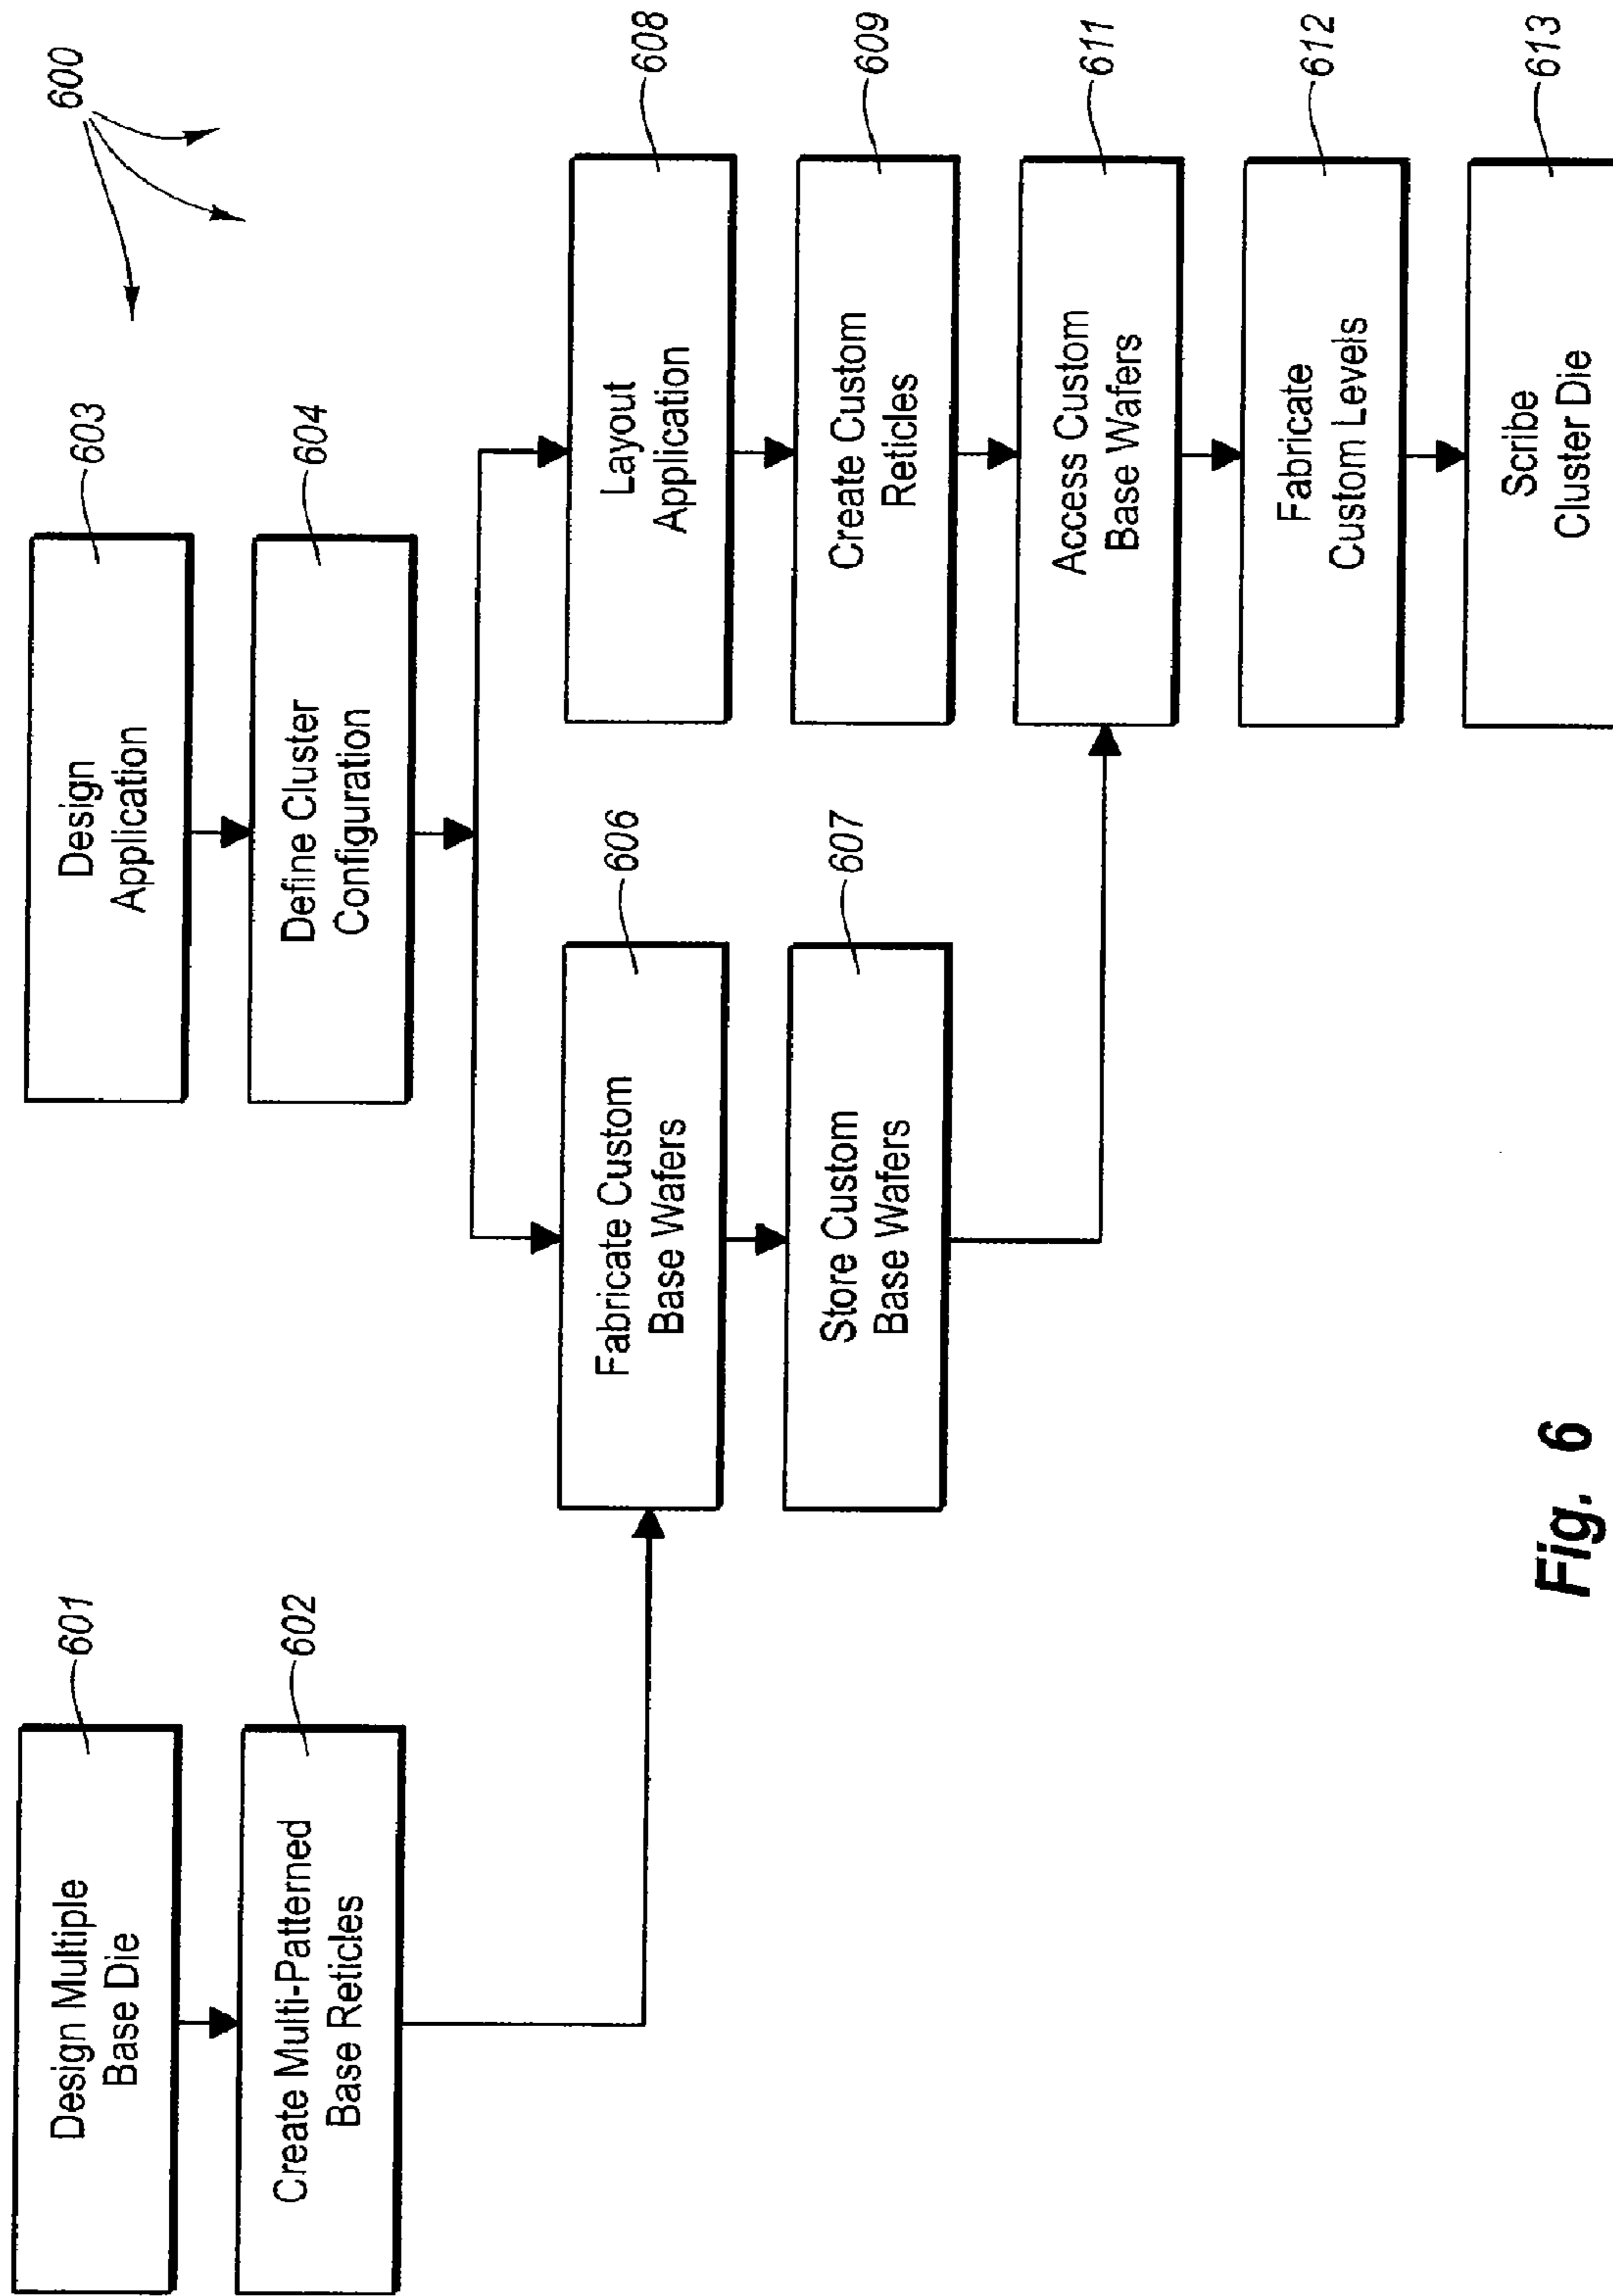 600
601
Design Multiple
Base Die
602
Create Multi-Patterned
Base Reticles
603
Design
Application
604
Define Cluster
Configuration
606
Fabricate Custom
Base Wafers
607
Store Custom
Base Wafers
608
Layout
Application
609
Create Custom
Reticles
611
Access Custom
Base Wafers
612
Fabricate
Custom Levels
613
Scribe
Cluster Die
Fig. 6